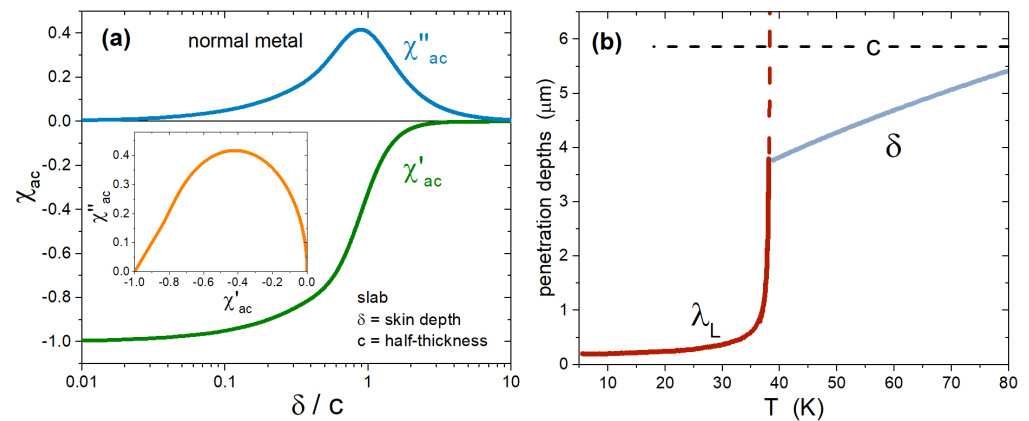 (a)
normal metal
χ"ac
χ'ac
χac
0.4
0.2
0.0
-0.2
-0.4
-0.6
-0.8
-1.0
0.01
0.1
1
10
δ / c
slab
δ = skin depth
c = half-thickness
χ"ac
0.4
0.3
0.2
0.1
0.0
-1.0
-0.8
-0.6
-0.4
-0.2
0.0
χ'ac
(b)
c
δ
λL
penetration depths (μm)
6
5
4
3
2
1
0
10
20
30
40
50
60
70
80
T (K)